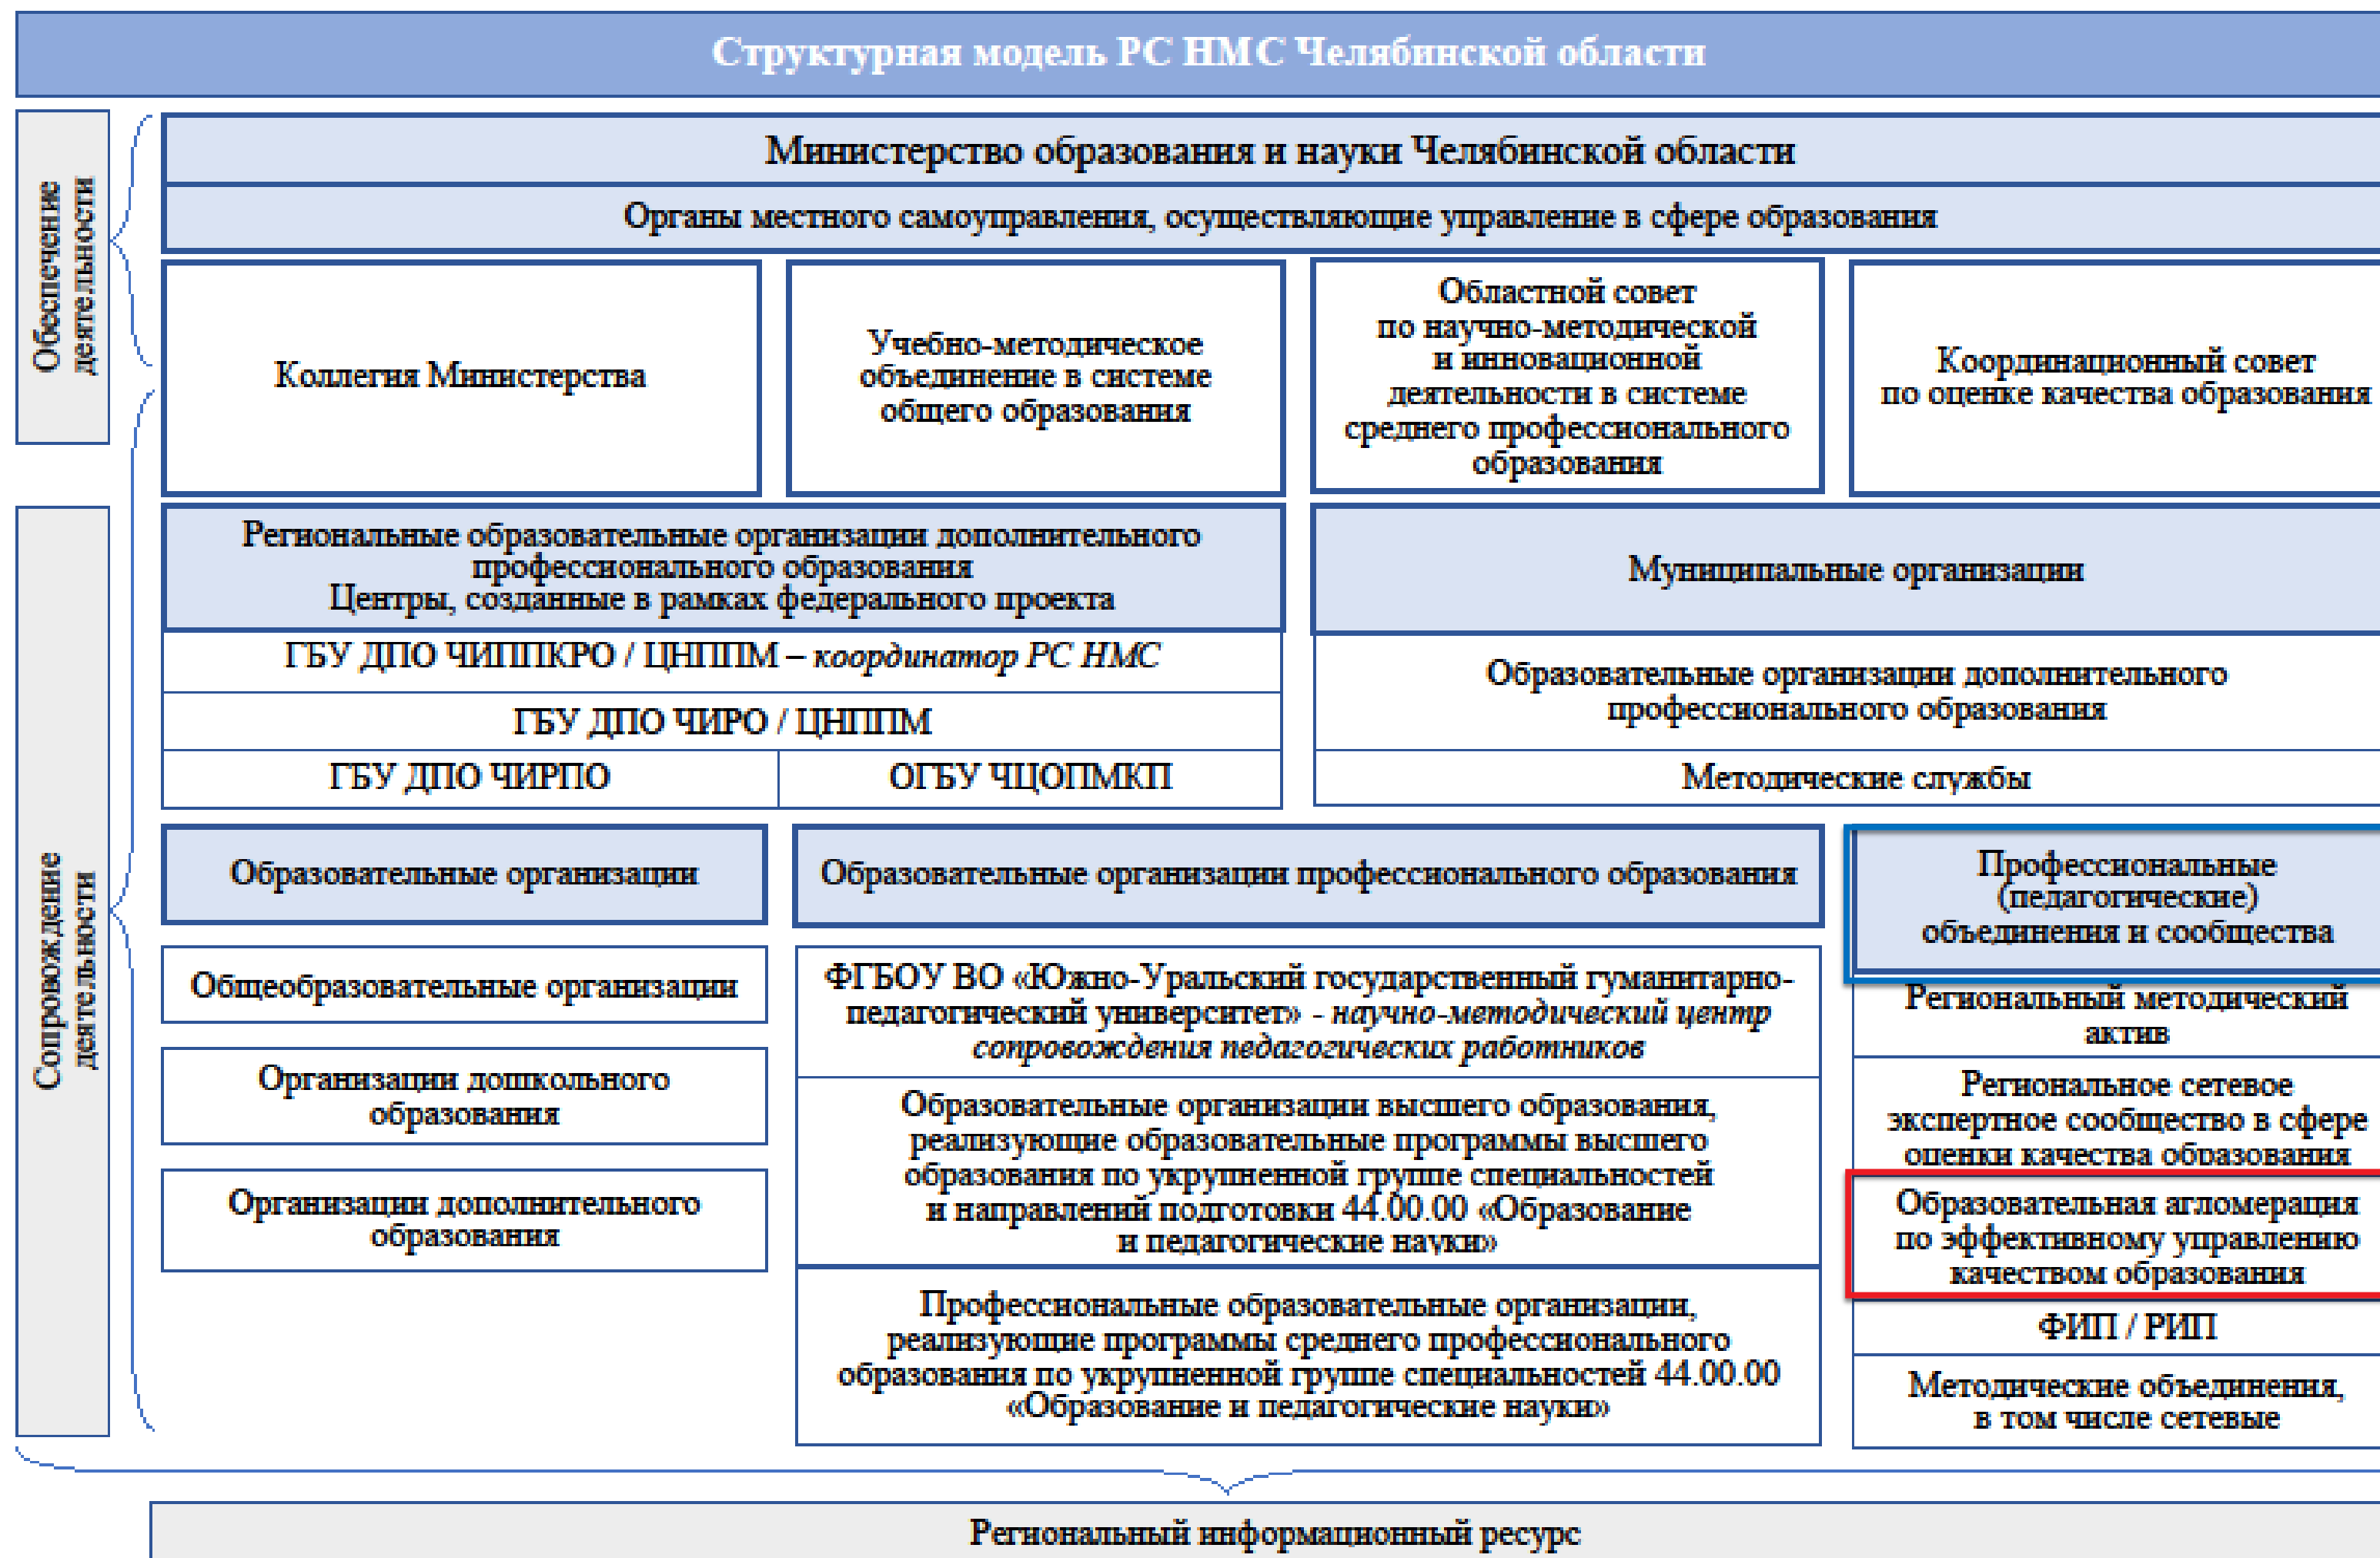 Структурная модель РС НМС Челябинской области
Обеспечение
деятельности
Министерство образования и науки Челябинской области
Органы местного самоуправления, осуществляющие управление в сфере образования
Коллегия Министерства
Учебно-методическое
объединение в системе
общего образования
Областной совет
по научно-методической
и инновационной
деятельности в системе
среднего профессионального
образования
Координационный совет
по оценке качества образования
Сопровождение
деятельности
Региональные образовательные организации дополнительного
профессионального образования
Центры, созданные в рамках федерального проекта
ГБУ ДПО ЧИППКРО / ЦНППМ – координатор РС НМС
ГБУ ДПО ЧИРО / ЦНППМ
ГБУ ДПО ЧИРПО
ОГБУ ЧЦОПМКП
Муниципальные организации
Образовательные организации дополнительного
профессионального образования
Методические службы
Образовательные организации
Общеобразовательные организации
Организации дошкольного
образования
Организации дополнительного
образования
Образовательные организации профессионального образования
ФГБОУ ВО «Южно-Уральский государственный гуманитарно-
педагогический университет» - научно-методический центр
сопровождения педагогических работников
Образовательные организации высшего образования,
реализующие образовательные программы высшего
образования по укрупненной группе специальностей
и направлений подготовки 44.00.00 «Образование
и педагогические науки»
Профессиональные образовательные организации,
реализующие программы среднего профессионального
образования по укрупненной группе специальностей 44.00.00
«Образование и педагогические науки»
Профессиональные
(педагогические)
объединения и сообщества
Региональный методический
актив
Региональное сетевое
экспертное сообщество в сфере
оценки качества образования
Образовательная агломерация
по эффективному управлению
качеством образования
ФИП / РИП
Методические объединения,
в том числе сетевые
Региональный информационный ресурс